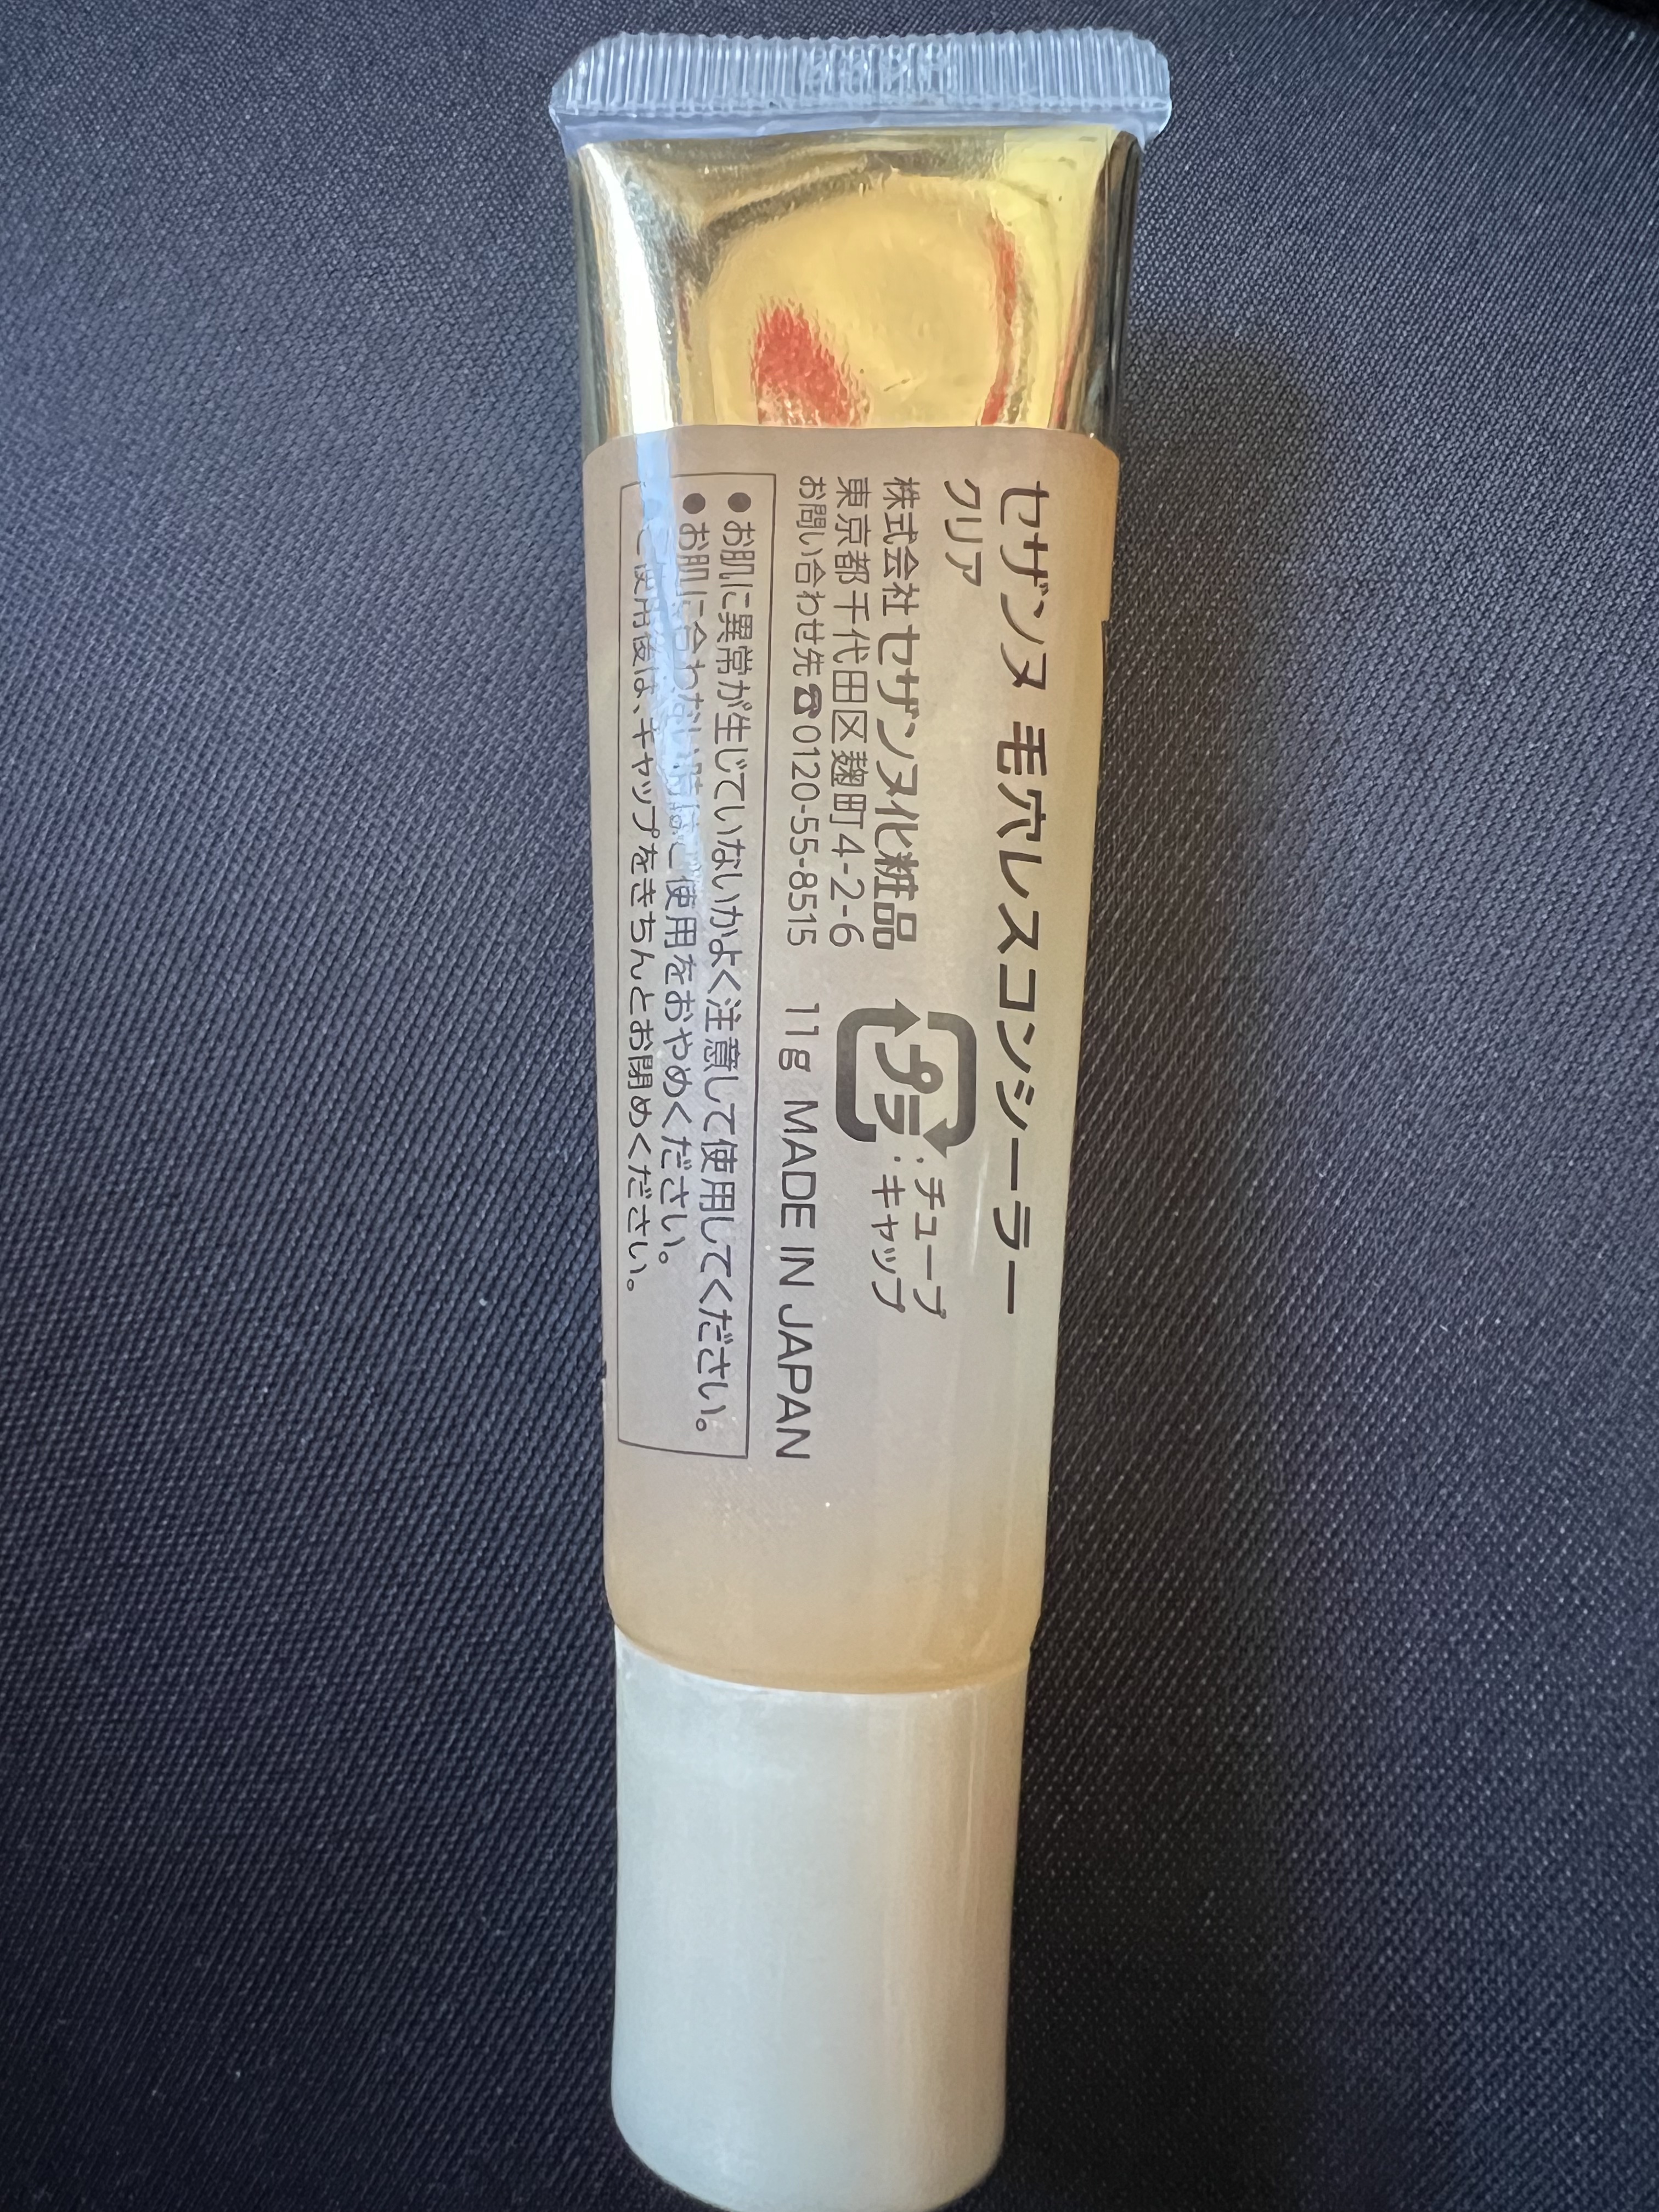 セザンヌ 毛穴レスコンシーラー
クリア
株式会社セザンヌ化粧品
東京都千代田区麹町4-2-6
お問い合わせ先☎0120-55-8515
プラ
:チューブ
:キャップ
11g MADE IN JAPAN
●お肌に異常が生じていないかよく注意して使用してください。
●お肌に合わない時はご使用をおやめください。
ご使用後は、キャップをきちんとお閉めください。